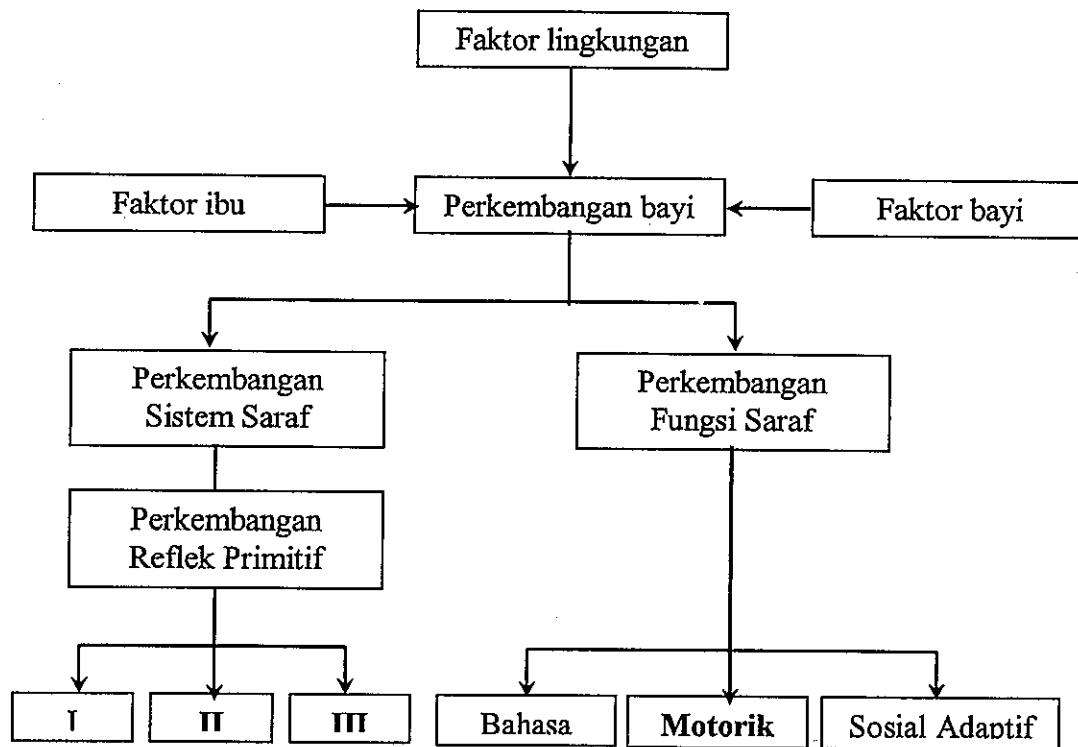 Faktor lingkungan
Faktor ibu
Perkembangan bayi
Faktor bayi
Perkembangan
Sistem Saraf
Perkembangan
Fungsi Saraf
Perkembangan
Reflek Primitif
I
II
III
Bahasa
Motorik
Sosial Adaptif